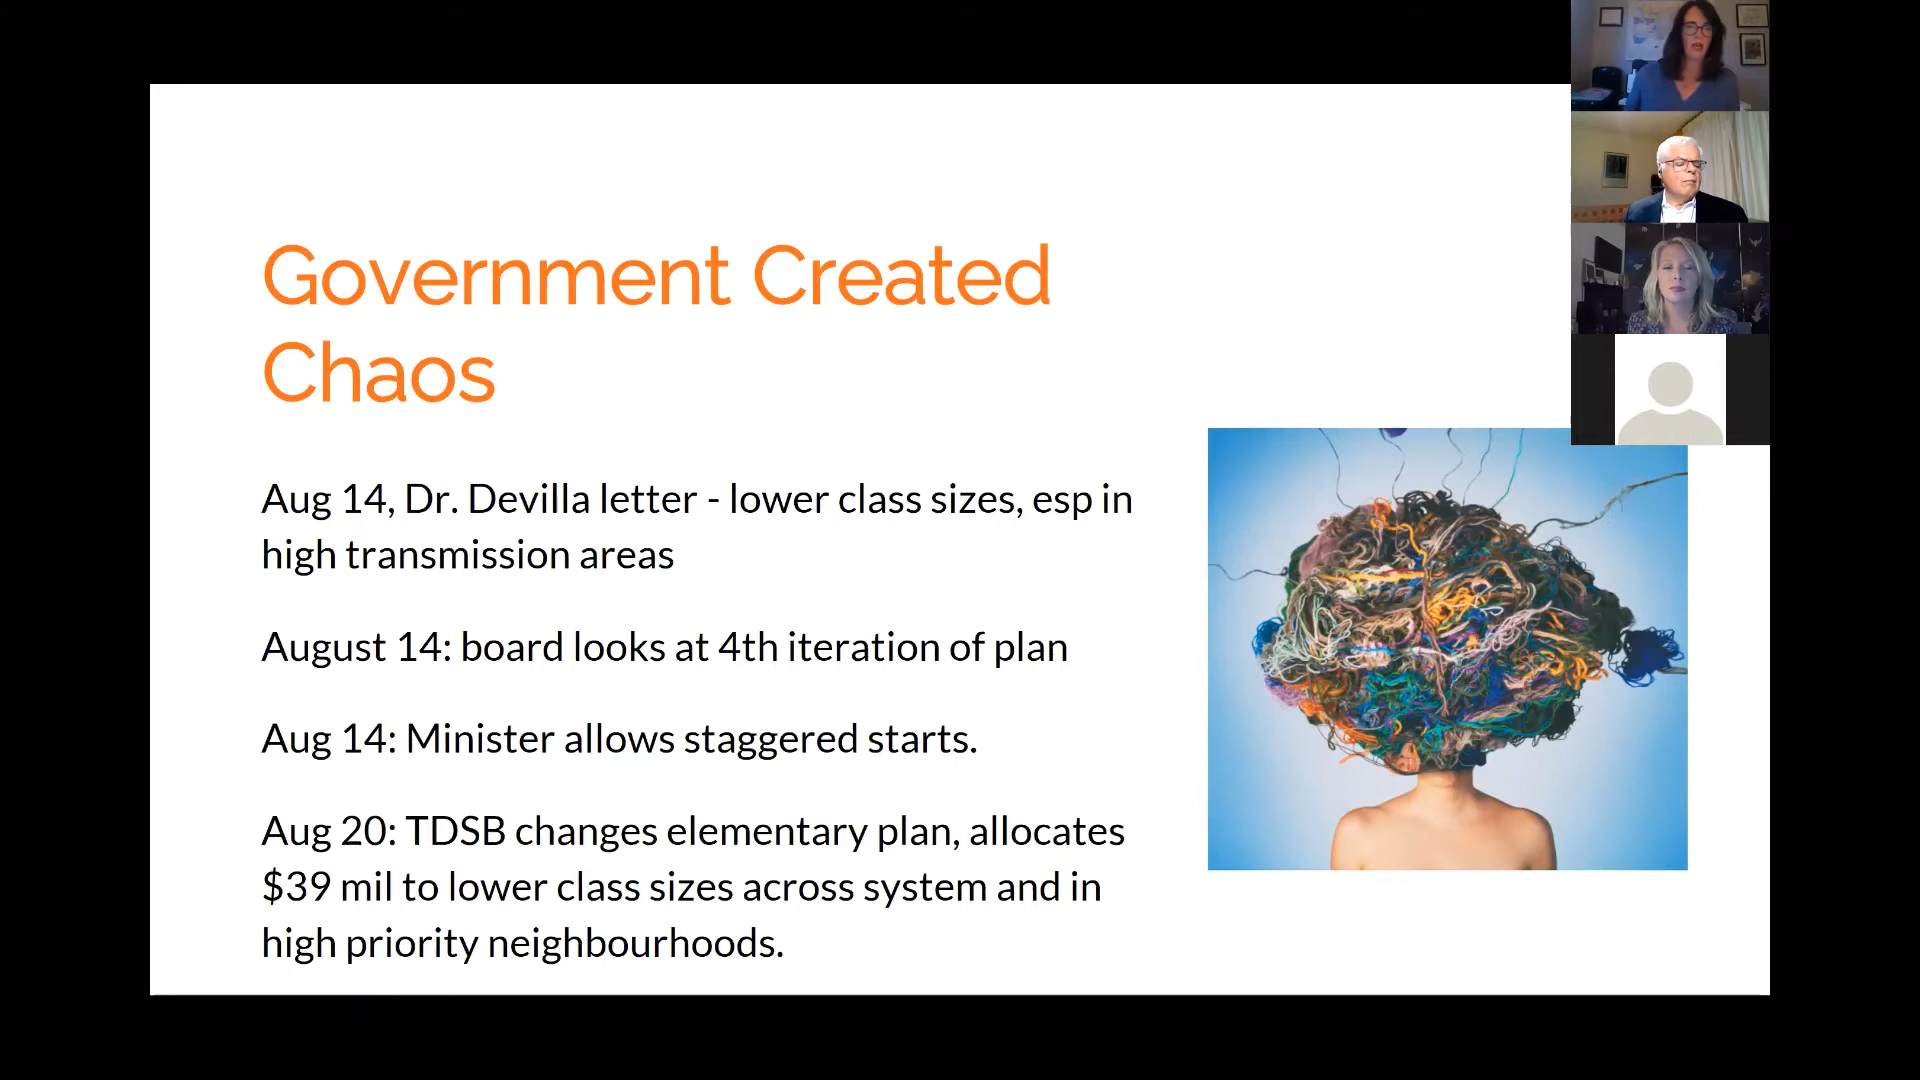 Government Created
Chaos
Aug 14, Dr. Devilla letter - lower class sizes, esp in
high transmission areas
August 14: board looks at 4th iteration of plan
Aug 14: Minister allows staggered starts.
Aug 20: TDSB changes elementary plan, allocates
$39 mil to lower class sizes across system and in
high priority neighbourhoods.